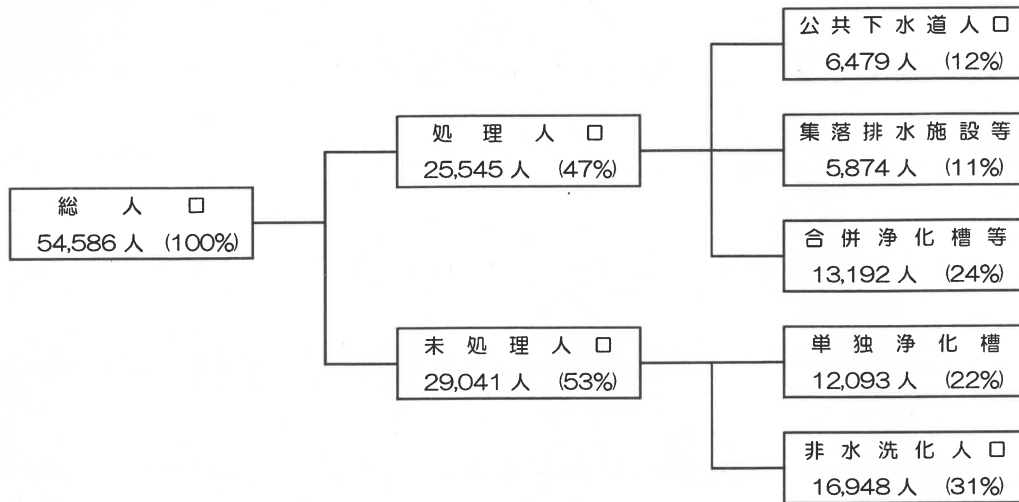 総人口
54,586人 (100%)
処理人口
25,545人 (47%)
未処理人口
29,041人 (53%)
公共下水道人口
6,479人 (12%)
集落排水施設等
5,874人 (11%)
合併浄化槽等
13,192人 (24%)
単独浄化槽
12,093人 (22%)
非水洗化人口
16,948人 (31%)